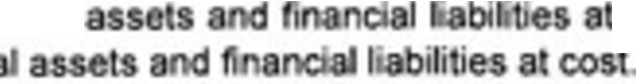 assets and financial liabilities at
al assets and financial liabilities at cost.